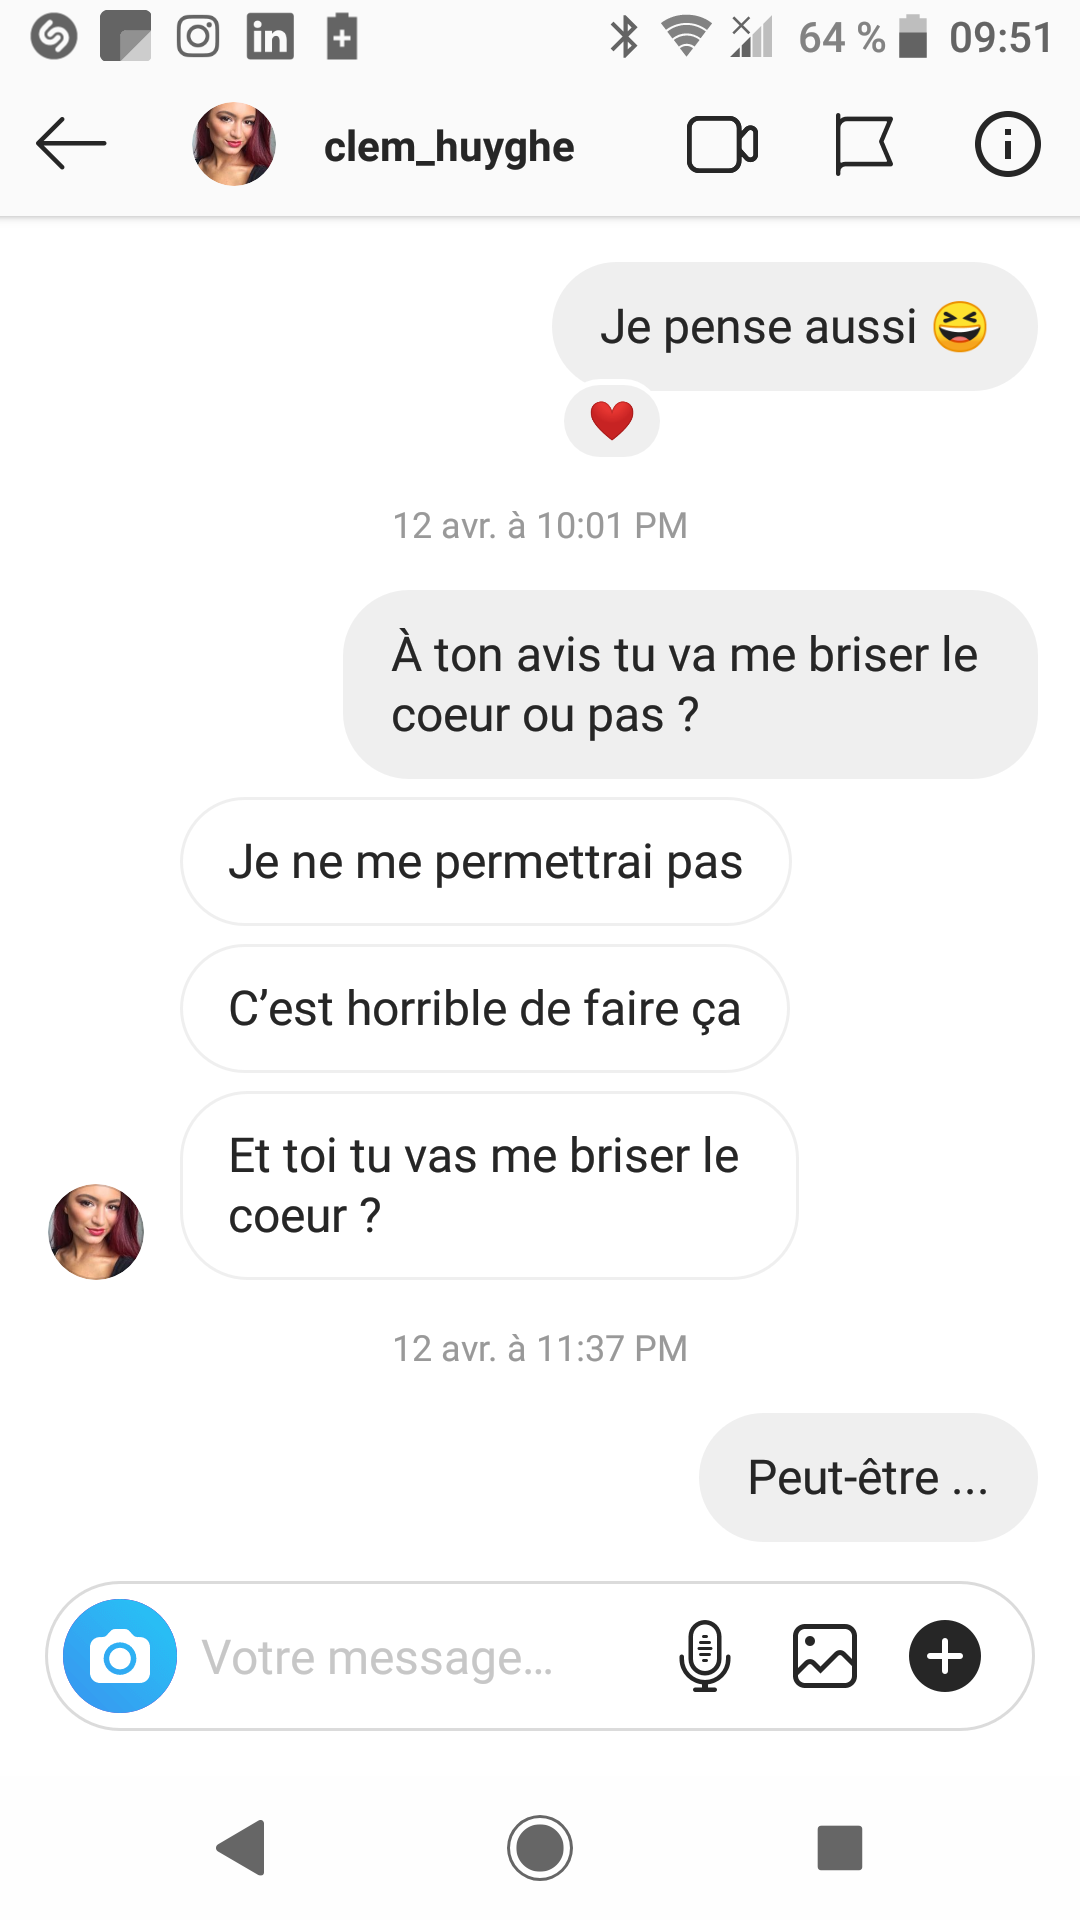 64 % 09:51
clem_huyghe
Je pense aussi 😆
❤️
12 avr. à 10:01 PM
À ton avis tu va me briser le
coeur ou pas ?
Je ne me permettrai pas
C’est horrible de faire ça
Et toi tu vas me briser le
coeur ?
12 avr. à 11:37 PM
Peut-être ...
Votre message...